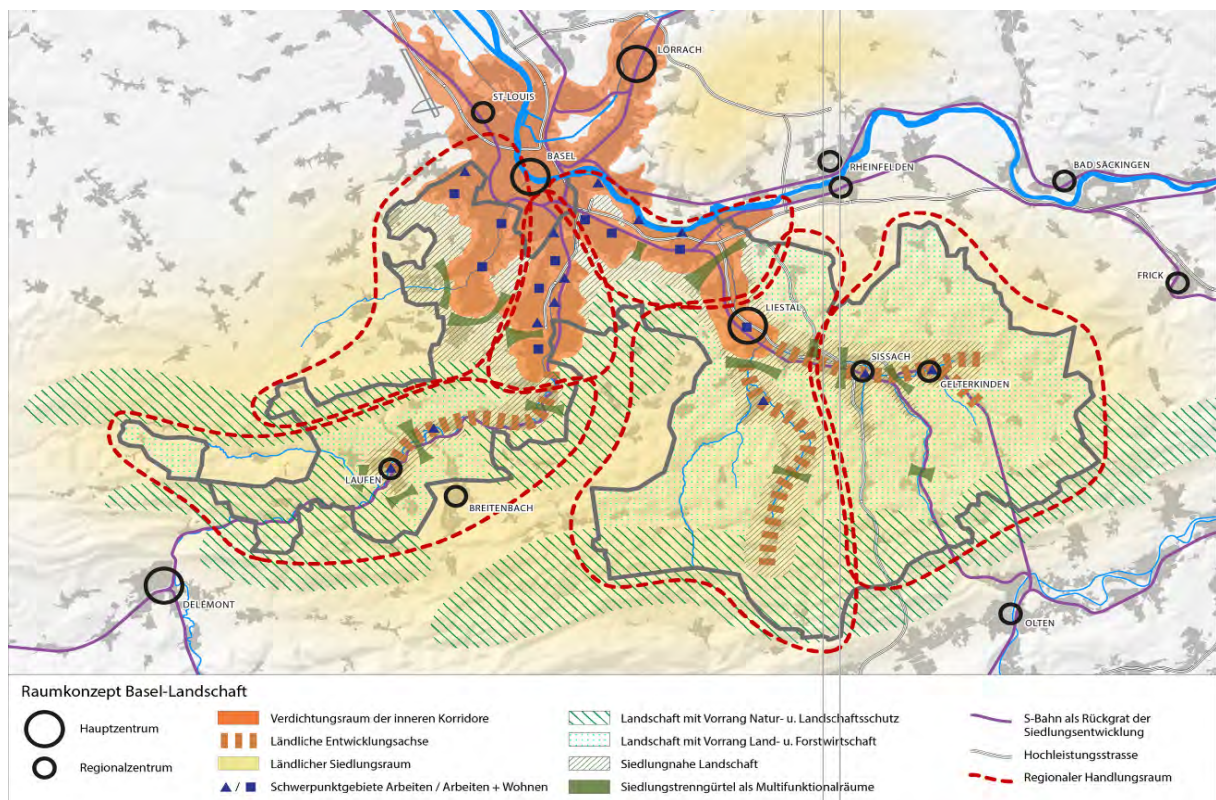 LÖRRACH
ST-LOUIS
BASEL
RHEINFELDEN
BAD SÄCKINGEN
FRICK
LIESTAL
SISSACH
GELTERKINDEN
LAUFEN
BREITENBACH
DELÉMONT
OLTEN
Raumkonzept Basel-Landschaft
Hauptzentrum
Regionalzentrum
Verdichtungsraum der inneren Korridore
Ländliche Entwicklungsachse
Ländlicher Siedlungsraum
/ Schwerpunktgebiete Arbeiten / Arbeiten + Wohnen
Landschaft mit Vorrang Natur- u. Landschaftsschutz
Landschaft mit Vorrang Land- u. Forstwirtschaft
Siedlungnahe Landschaft
Siedlungstrenngürtel als Multifunktionalräume
S-Bahn als Rückgrat der
Siedlungsentwicklung
Hochleistungsstrasse
Regionaler Handlungsraum